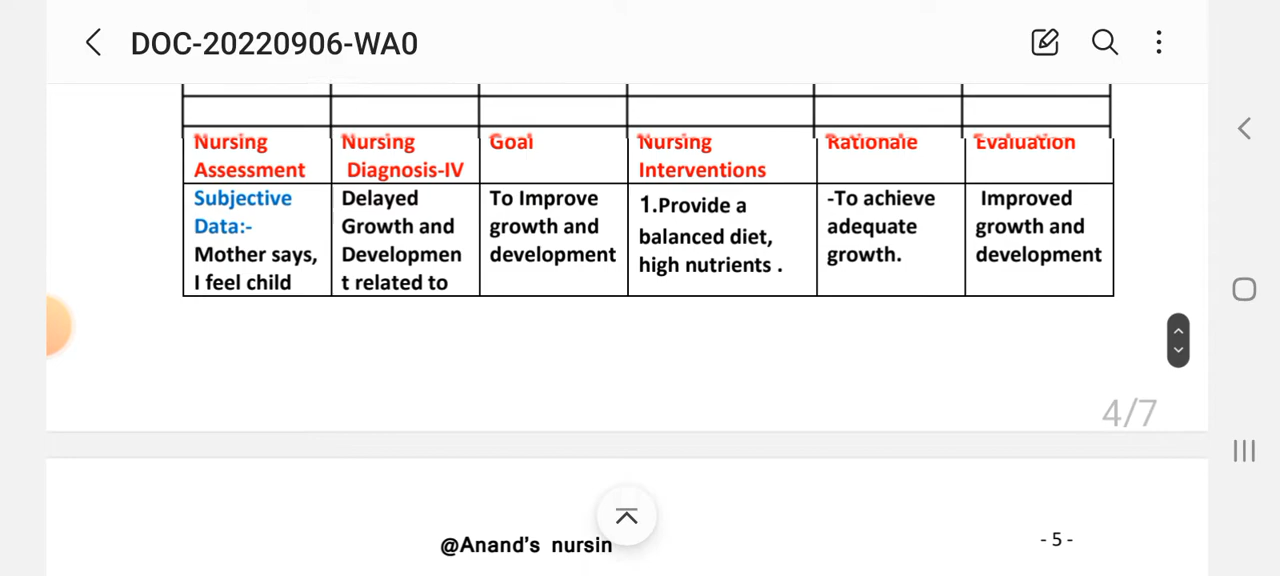 DOC-20220906-WA0
Nursing Assessment
Nursing Diagnosis-IV
Goal
Nursing Interventions
Rationale
Evaluation
Subjective
Data:-
Mother says,
I feel child
Delayed
Growth and
Developmen
t related to
To Improve
growth and
development
1.Provide a
balanced diet,
high nutrients .
-To achieve
adequate
growth.
Improved
growth and
development
4/7
@Anand's nursin
- 5 -